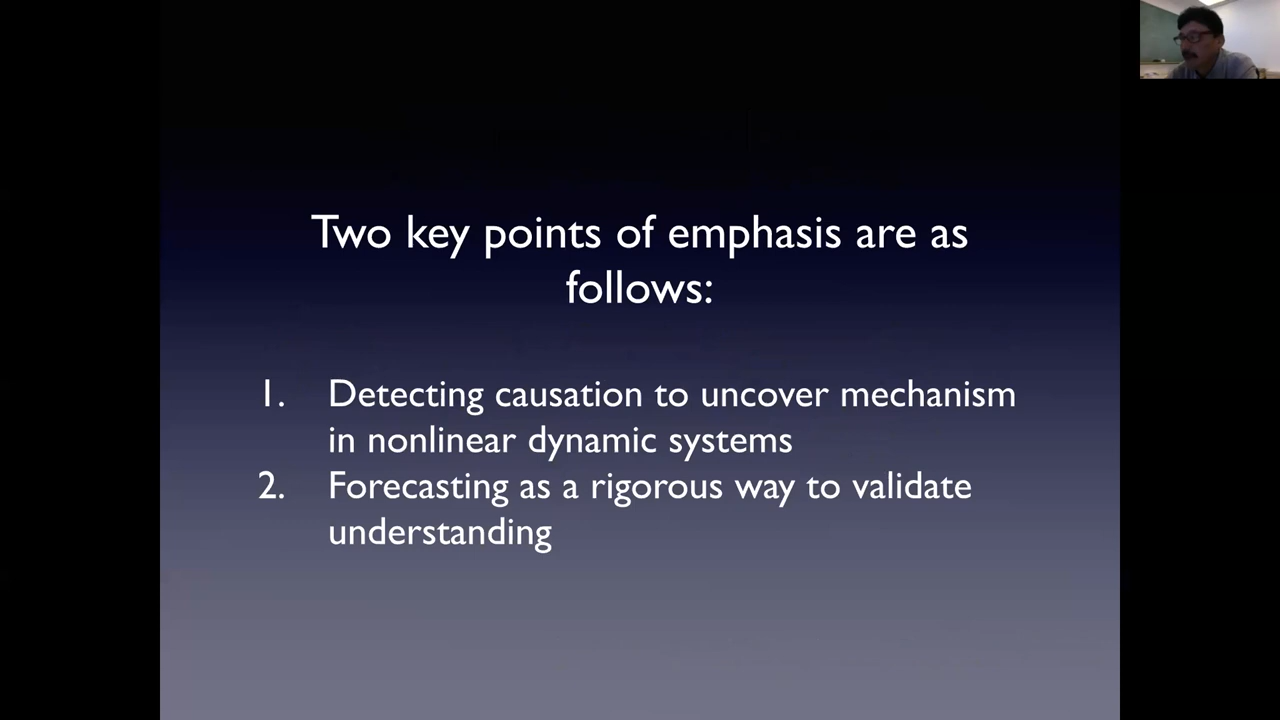 Two key points of emphasis are as
follows:
1. Detecting causation to uncover mechanism
in nonlinear dynamic systems
2. Forecasting as a rigorous way to validate
understanding